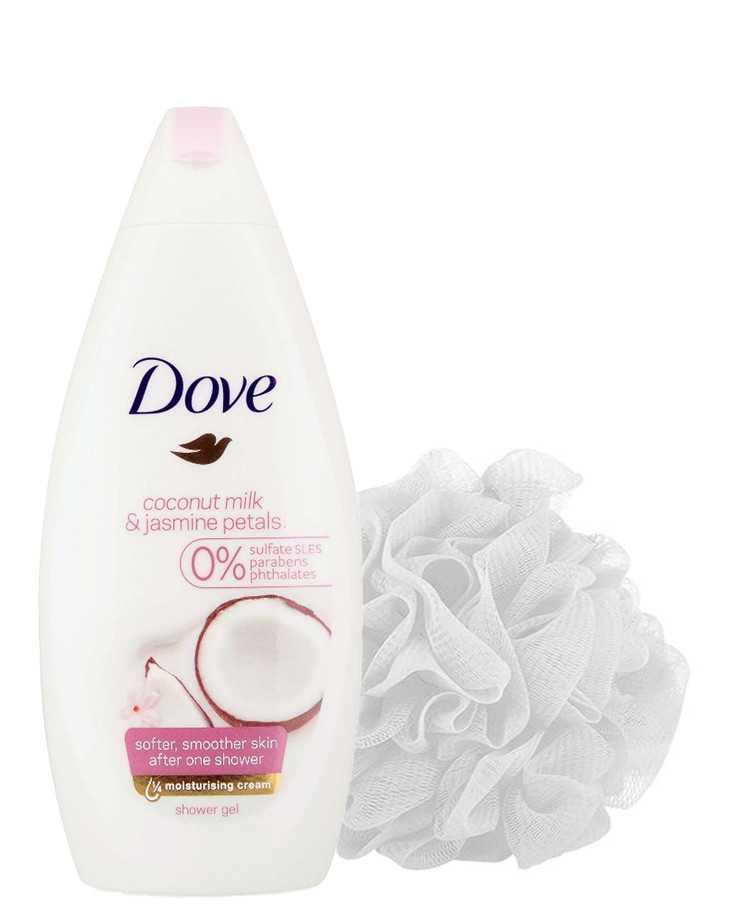 Dove
coconut milk
& jasmine petals
0% sulfate SLES
parabens
phthalates
softer, smoother skin
after one shower
¼ moisturising cream
shower gel